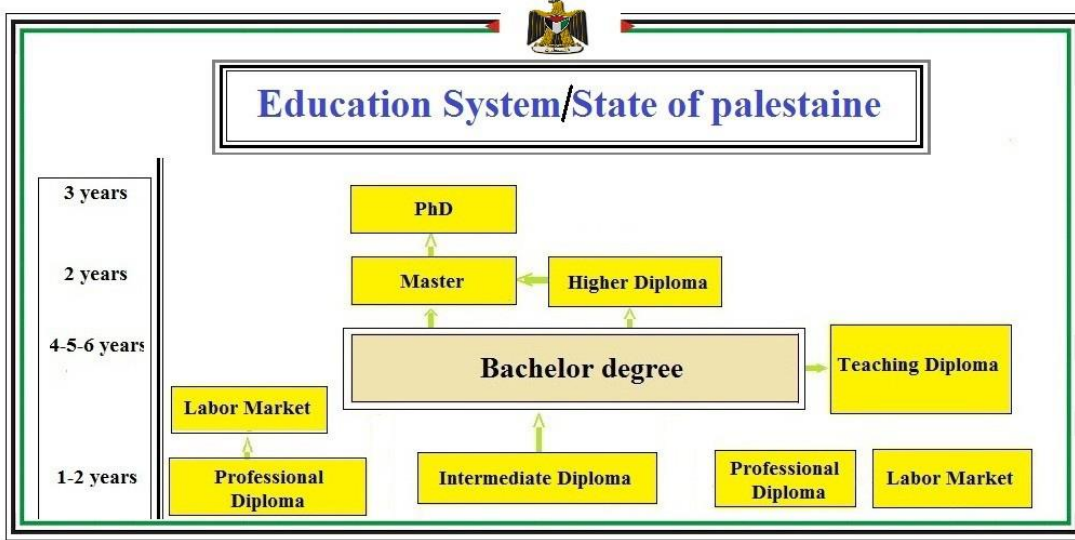 Education System/State of palestaine
3 years
PhD
2 years
Master
Higher Diploma
4-5-6 years
Bachelor degree
Teaching Diploma
Labor Market
1-2 years
Professional
Diploma
Intermediate Diploma
Professional
Diploma
Labor Market